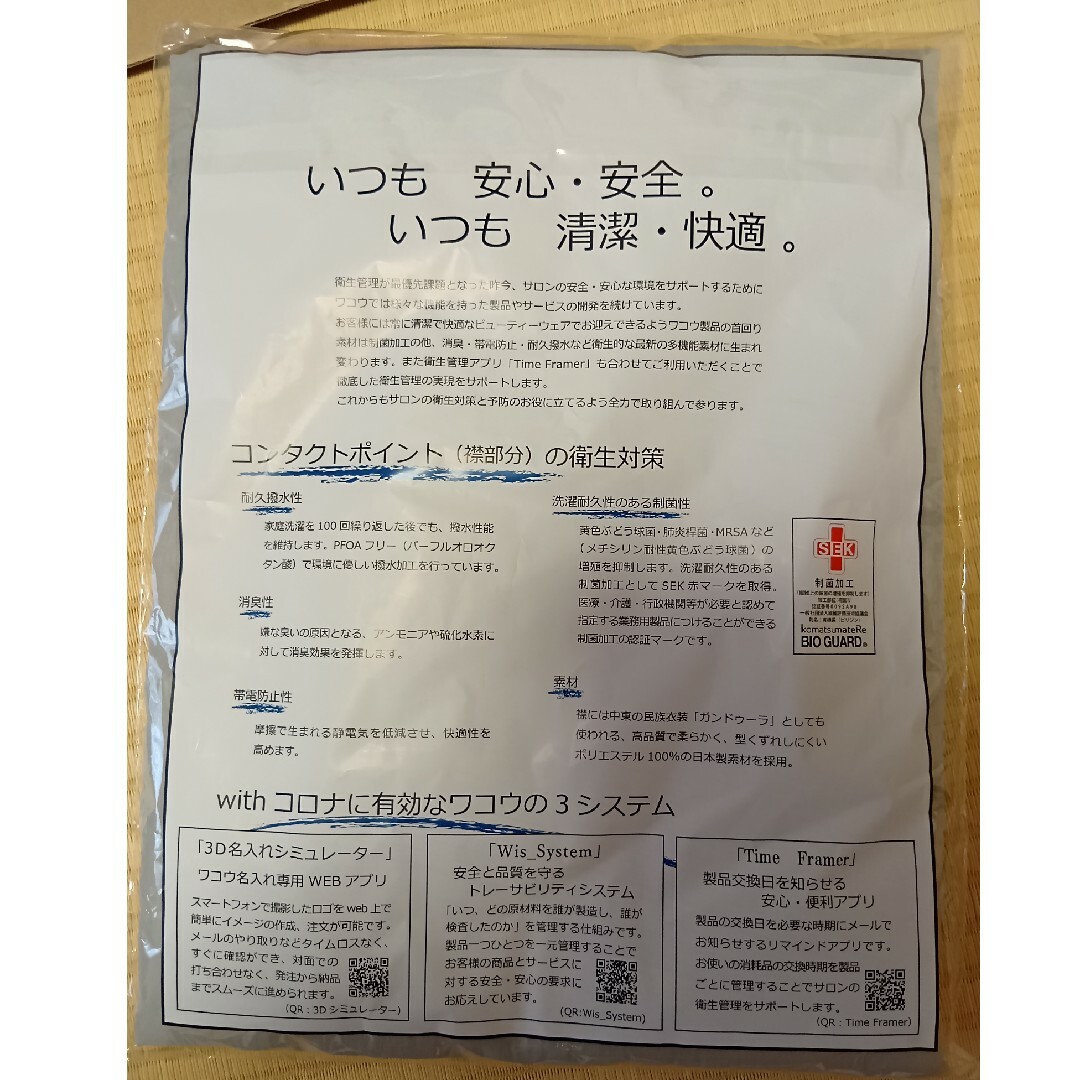 いつも 安心・安全。
いつも 清潔・快適。
衛生管理が最優先課題となった昨今、サロンの安全・安心な環境をサポートするために
ワコウでは様々な機能を持った製品やサービスの開発を続けています。
お客様には常に清潔で快適なビューティーウェアでお迎えできるようワコウ製品の首回り
素材は制菌加工の他、消臭・帯電防止・耐久撥水など衛生的な最新の多機能素材に生まれ
変わります。また衛生管理アプリ「Time Framer」も合わせてご利用いただくことで
徹底した衛生管理の実現をサポートします。
これからもサロンの衛生対策と予防のお役に立てるよう全力で取り組んで参ります。
コンタクトポイント（襟部分）の衛生対策
耐久撥水性
家庭洗濯を100回繰り返した後でも、撥水性能
を維持します。PFOAフリー（パーフルオロオク
タン酸）で環境に優しい撥水加工を行っています。
消臭性
嫌な臭いの原因となる、アンモニアや硫化水素に
対して消臭効果を発揮します。
帯電防止性
摩擦で生まれる静電気を低減させ、快適性を
高めます。
洗濯耐久性のある制菌性
黄色ぶどう球菌・肺炎桿菌・MRSAなど
（メチシリン耐性黄色ぶどう球菌）の
増殖を抑制します。洗濯耐久性のある
制菌加工としてSEK赤マークを取得。
医療・介護・行政機関等が必要と認めて
指定する業務用製品につけることができる
制菌加工の認証マークです。
SEK
制菌加工
komatsumateRe
BIO GUARD®
素材
襟には中東の民族衣装「ガンドゥーラ」としても
使われる、高品質で柔らかく、型くずれしにくい
ポリエステル100%の日本製素材を採用。
withコロナに有効なワコウの3システム
「3D名入れシミュレーター」
ワコウ名入れ専用WEBアプリ
スマートフォンで撮影したロゴをweb上で
簡単にイメージの作成、注文が可能です。
メールのやり取りなどタイムロスなく、
すぐに確認ができ、対面での
打ち合わせなく、発注から納品
までスムーズに進められます。
（QR：3Dシミュレーター）
「Wis_System」
安全と品質を守る
トレーサビリティシステム
「いつ、どの原材料を誰が製造し、誰が
検査したのか」を管理する仕組みです。
製品一つひとつを一元管理することで
お客様の商品とサービスに
対する安全・安心の要求に
お応えしています。
(QR:Wis_System)
「Time Framer」
製品交換日を知らせる
安心・便利アプリ
製品の交換日を必要な時期にメールで
お知らせするリマインドアプリです。
お使いの消耗品の交換時期を製品
ごとに管理することでサロンの
衛生管理をサポートします。
（QR：Time Framer）